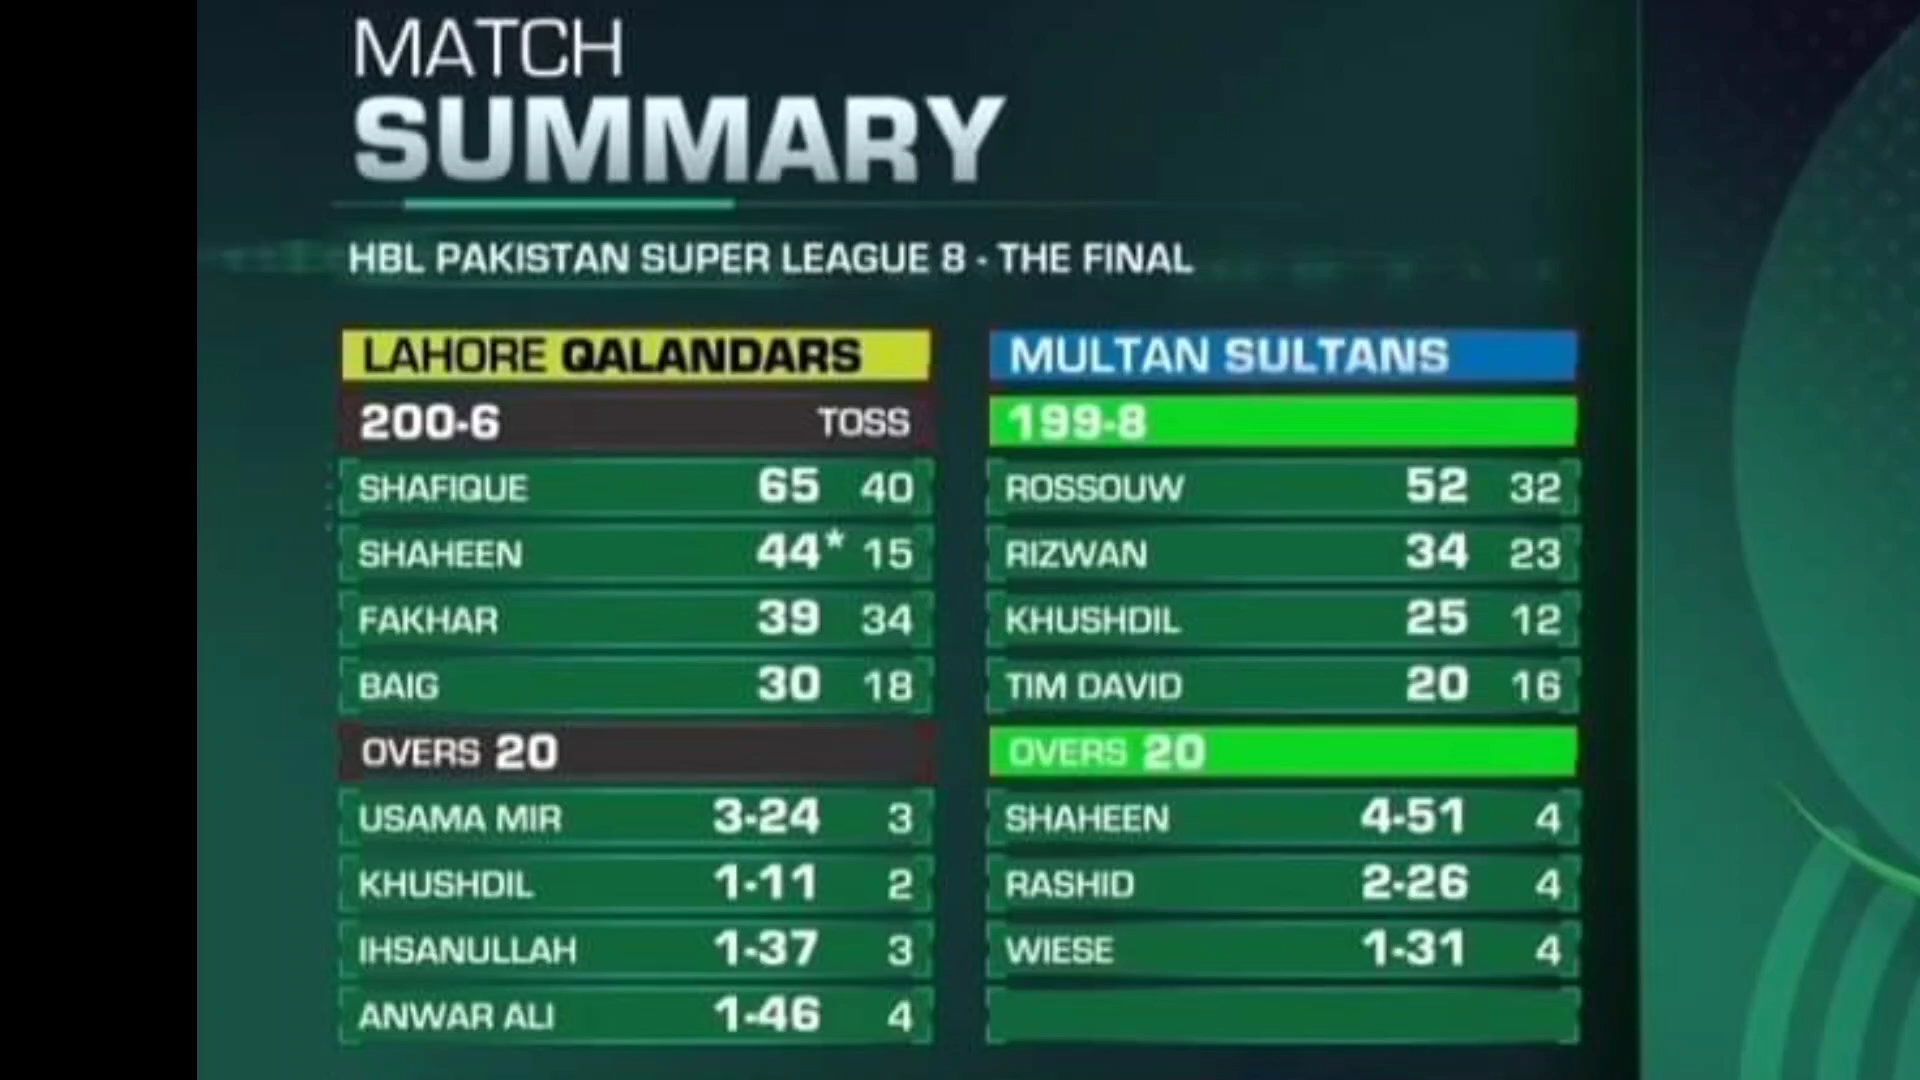 MATCH
SUMMARY
HBL PAKISTAN SUPER LEAGUE 8 - THE FINAL
LAHORE QALANDARS
200-6 TOSS
SHAFIQUE 65 40
SHAHEEN 44* 15
FAKHAR 39 34
BAIG 30 18
OVERS 20
USAMA MIR 3-24 3
KHUSHDIL 1-11 2
IHSANULLAH 1-37 3
ANWAR ALI 1-46 4
MULTAN SULTANS
199-8
ROSSOUW 52 32
RIZWAN 34 23
KHUSHDIL 25 12
TIM DAVID 20 16
OVERS 20
SHAHEEN 4-51 4
RASHID 2-26 4
WIESE 1-31 4